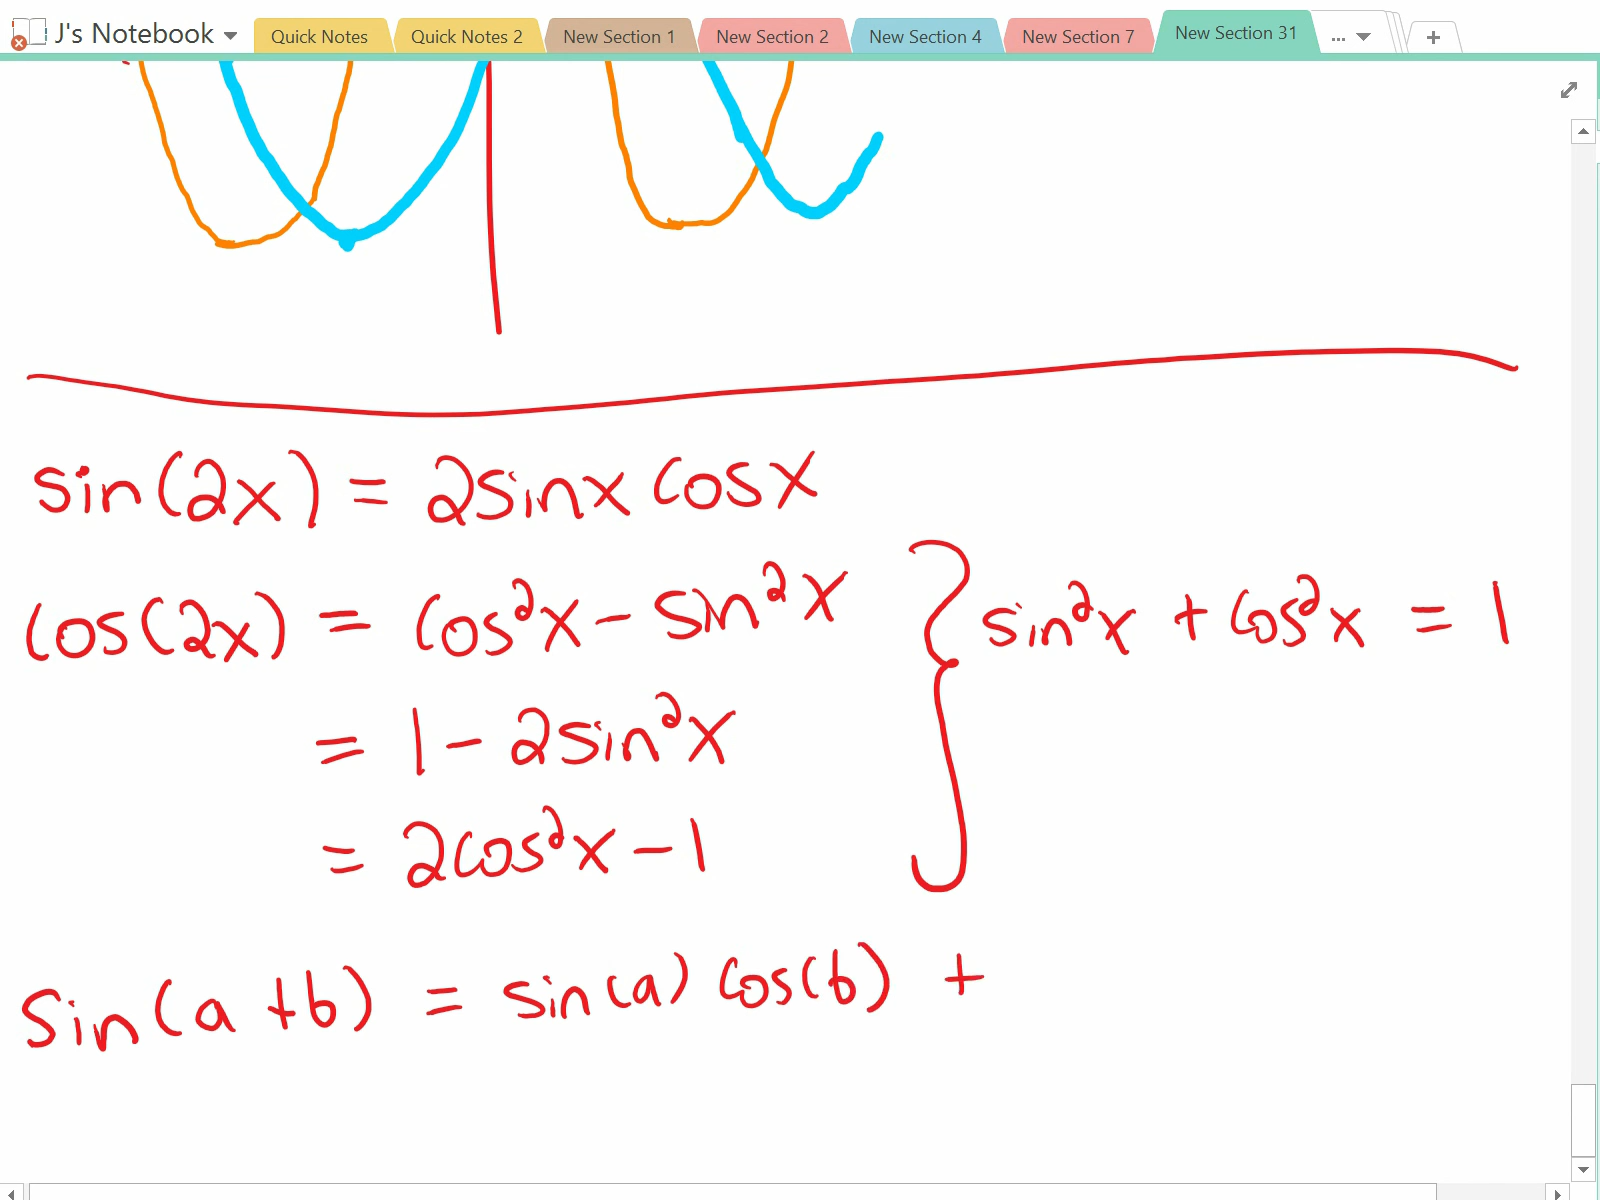 J's Notebook Quick Notes Quick Notes 2 New Section 1 New Section 2 New Section 4 New Section 7 New Section 31 ... +
sin(2x) = 2sinx cosx
cos(2x) = cos²x - sin²x } sin²x + cos²x = 1
= 1 - 2sin²x
= 2cos²x - 1
sin(a+b) = sin(a) cos(b) +